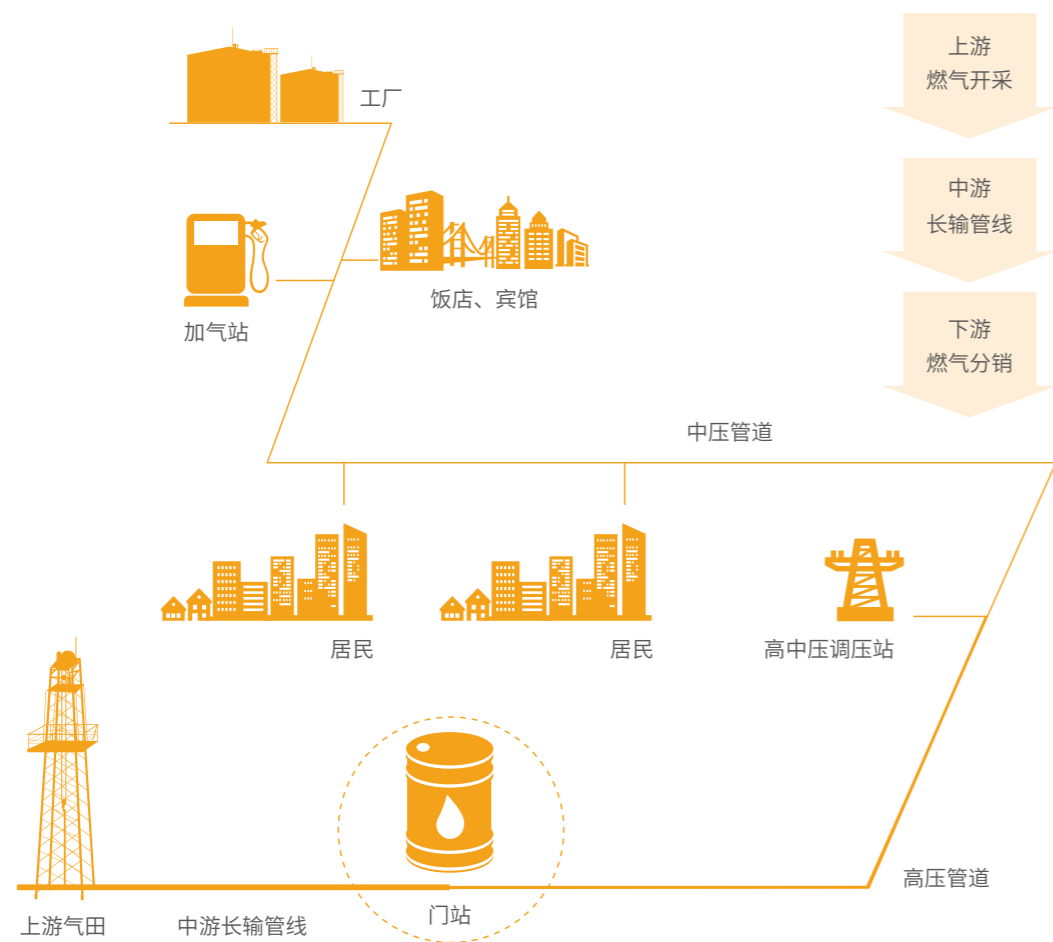 工厂
上游
燃气开采
中游
长输管线
饭店、宾馆
加气站
下游
燃气分销
中压管道
居民
居民
高中压调压站
高压管道
上游气田
中游长输管线
门站